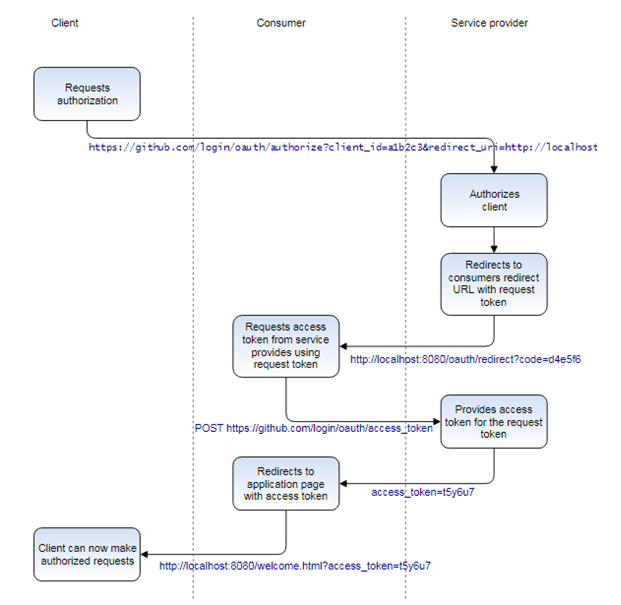 Client
Consumer
Service provider
Requests
authorization
https://github.com/login/oauth/authorize?client_id=a1b2c3&redirect_uri=http://localhost
Authorizes
client
Redirects to
consumers redirect
URL with request
token
Requests access
token from service
provides using
request token
http://localhost:8080/oauth/redirect?code=d4e5f6
Provides access
token for the request
token
POST https://github.com/login/oauth/access_token
Redirects to
application page
with access token
access_token=t5y6u7
Client can now make
authorized requests
http://localhost:8080/welcome.html?access_token=t5y6u7